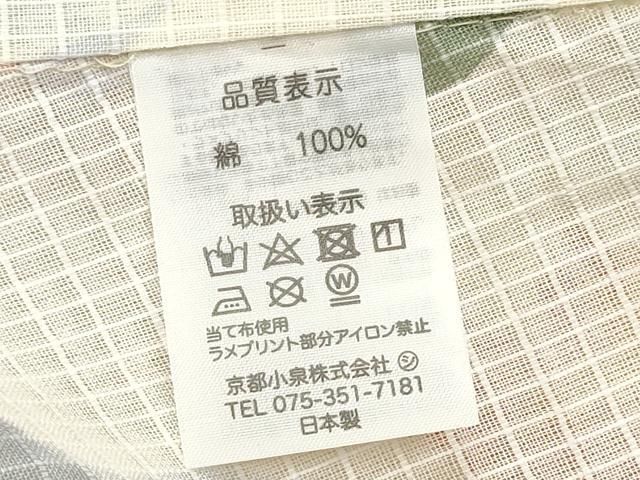 品質表示
綿 100%
取扱い表示
W
当て布使用
ラメプリント部分アイロン禁止
京都小泉株式会社 シ
TEL 075-351-7181
日本製